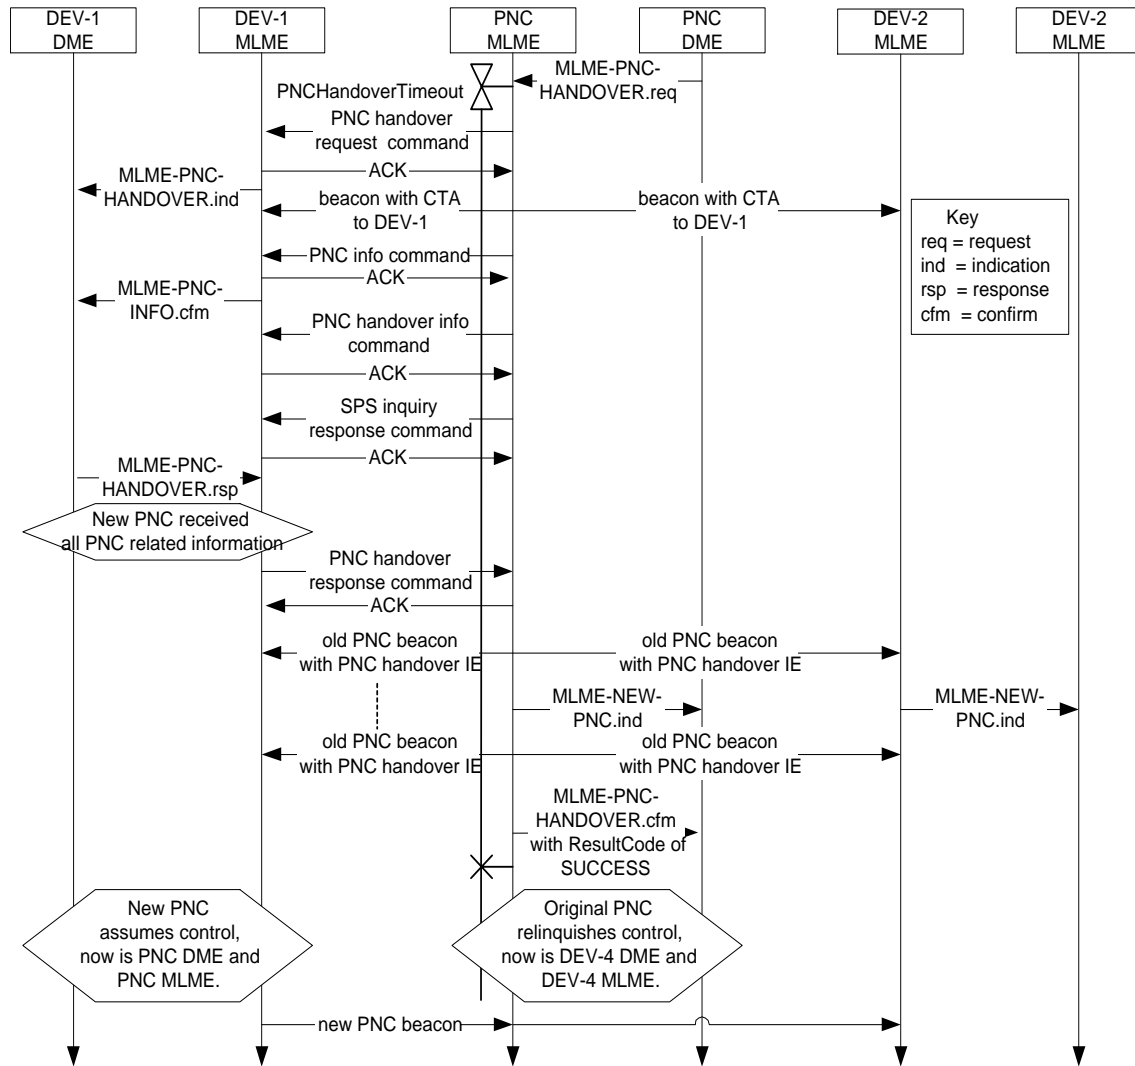 DEV-1
DME
DEV-1
MLME
PNC
MLME
PNC
DME
DEV-2
MLME
DEV-2
MLME
MLME-PNC-
HANDOVER.req
PNCHandoverTimeout
PNC handover
request command
ACK
MLME-PNC-
HANDOVER.ind
beacon with CTA
to DEV-1
beacon with CTA
to DEV-1
Key
req = request
ind = indication
rsp = response
cfm = confirm
PNC info command
ACK
MLME-PNC-
INFO.cfm
PNC handover info
command
ACK
SPS inquiry
response command
ACK
MLME-PNC-
HANDOVER.rsp
New PNC received
all PNC related information
PNC handover
response command
ACK
old PNC beacon
with PNC handover IE
old PNC beacon
with PNC handover IE
MLME-NEW-
PNC.ind
MLME-NEW-
PNC.ind
old PNC beacon
with PNC handover IE
old PNC beacon
with PNC handover IE
MLME-PNC-
HANDOVER.cfm
with ResultCode of
SUCCESS
New PNC
assumes control,
now is PNC DME and
PNC MLME.
Original PNC
relinquishes control,
now is DEV-4 DME and
DEV-4 MLME.
new PNC beacon